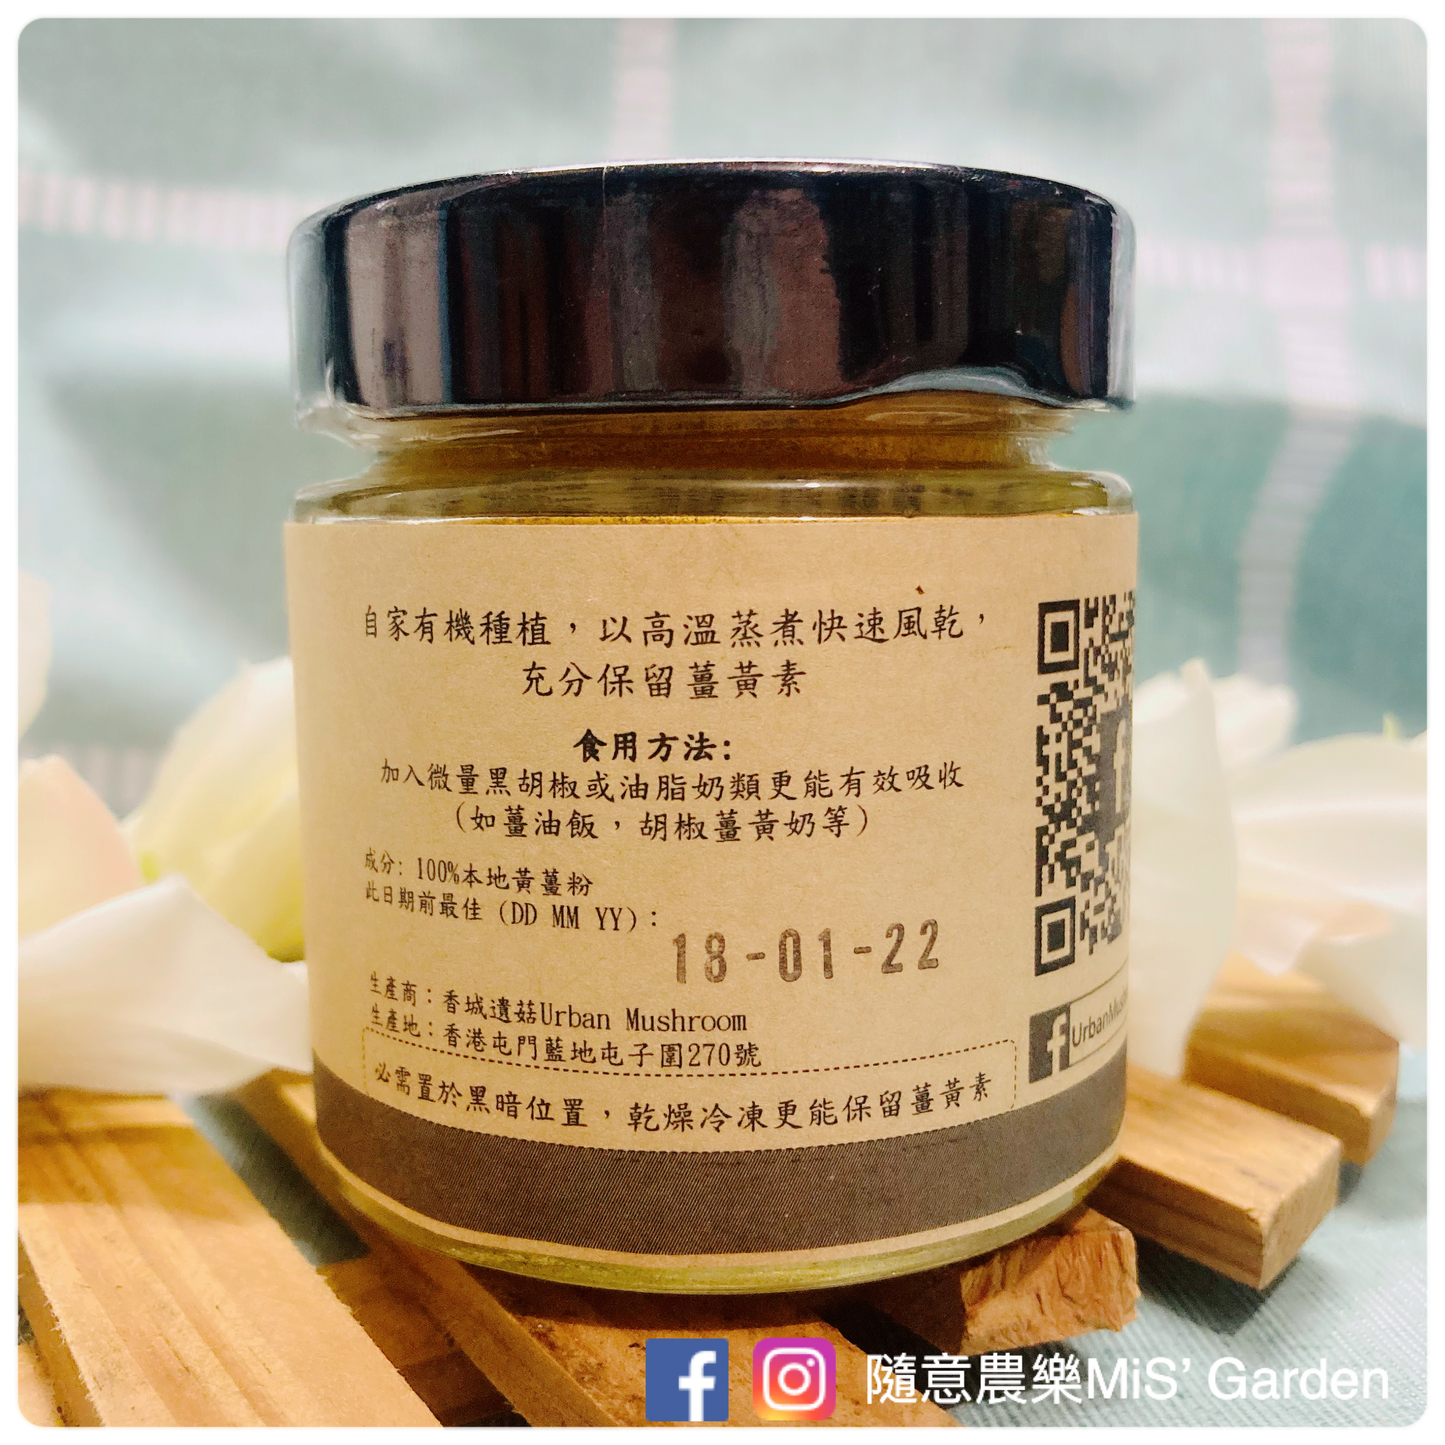 自家有機種植，以高溫蒸煮快速風乾，
充分保留薑黃素
食用方法:
加入微量黑胡椒或油脂奶類更能有效吸收
(如薑油飯，胡椒薑黃奶等)
成分: 100%本地黃薑粉
此日期前最佳 (DD MM YY):
18-01-22
生產商：香城遺菇Urban Mushroom
生產地：香港屯門藍地屯子圍270號
必需置於黑暗位置，乾燥冷凍更能保留薑黃素
UrbanMus
隨意農樂MiS’ Garden